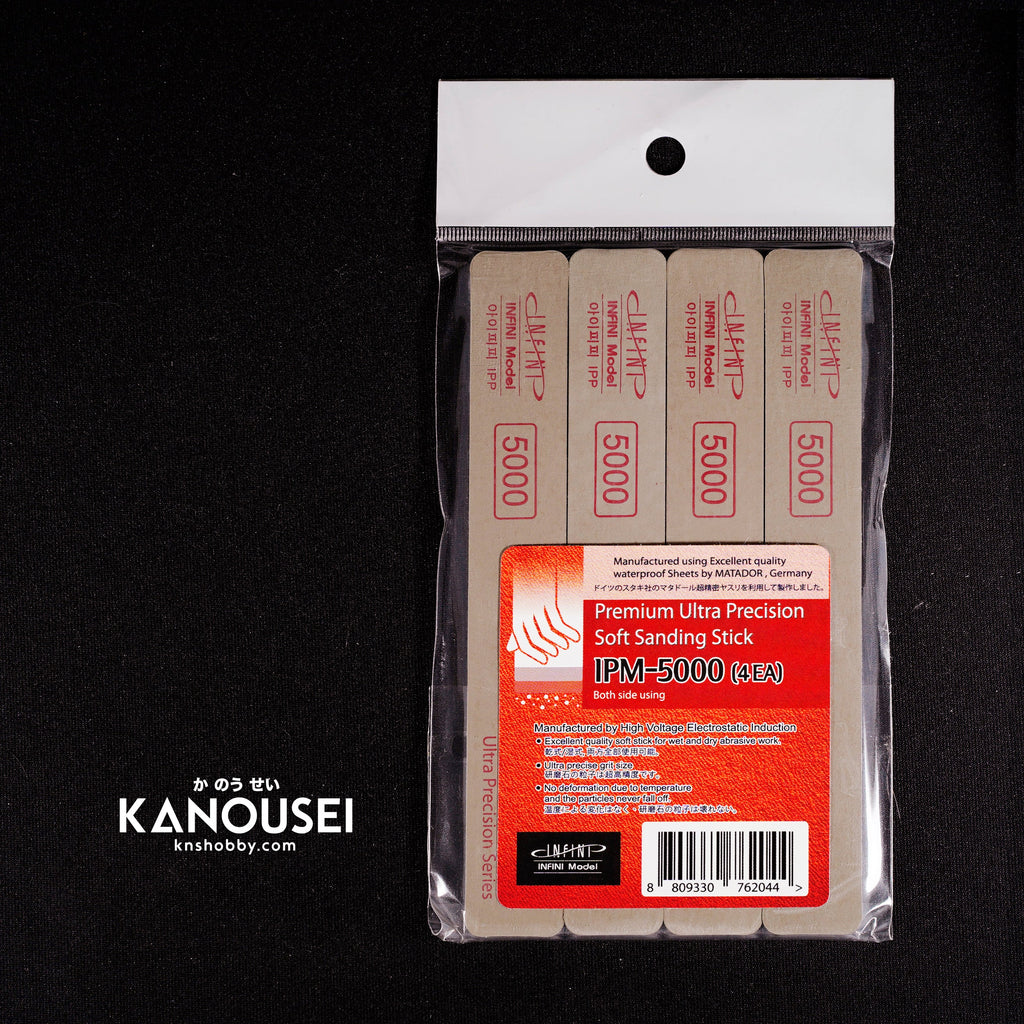 INFINI
INFINI Model
아이피피 IPP
5000
INFINI
INFINI Model
아이피피 IPP
5000
INFINI
INFINI Model
아이피피 IPP
5000
INFINI
INFINI Model
아이피피 IPP
5000
Manufactured using Excellent quality
waterproof Sheets by MATADOR , Germany
ドイツのスタキ社のマタドール超精密ヤスリを利用して製作しました。
Premium Ultra Precision
Soft Sanding Stick
IPM-5000 (4EA)
Both side using
Manufactured by High Voltage Electrostatic Induction
• Excellent quality soft stick for wet and dry abrasive work.
乾式/湿式, 両方全部使用可能。
• Ultra precise grit size
研磨石の粒子は超高精度です。
• No deformation due to temperature
and the particles never fall off.
温度による変化はなく・研磨石の粒子は壊れない。
INFINI
INFINI Model
8 809330 762044 >
Ultra Precision Series
か のう せい
KANOUSEI
knshobby.com